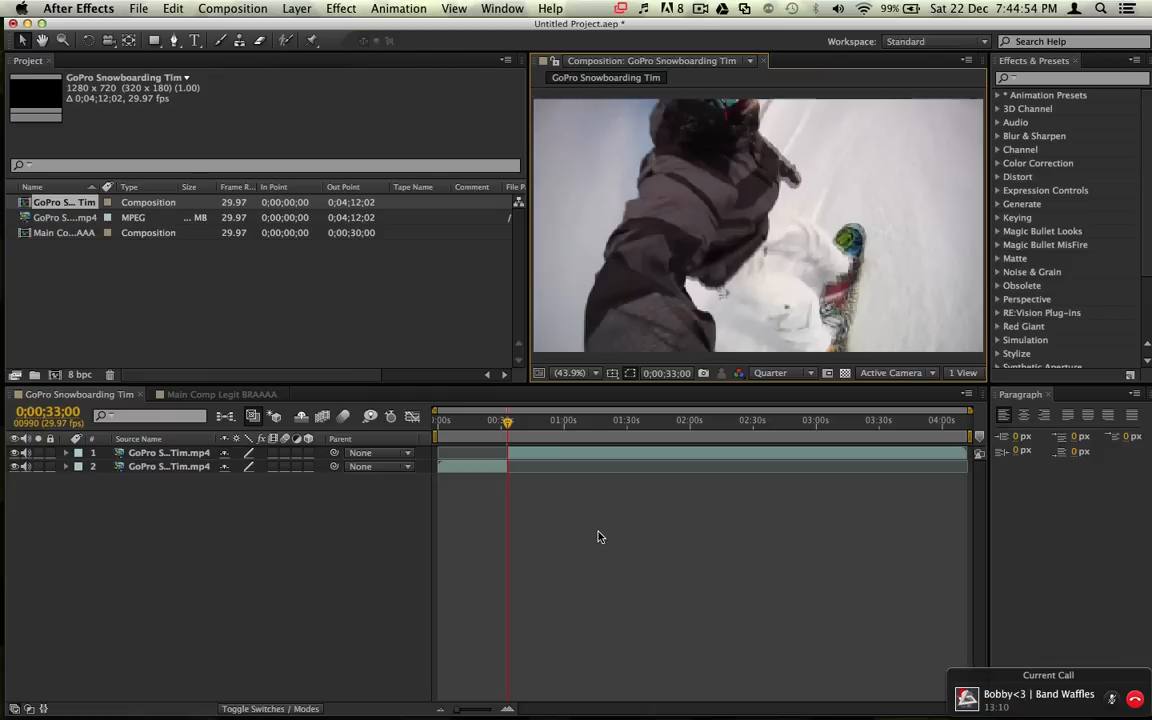 After Effects File Edit Composition Layer Effect Animation View Window Help 8 99% Sat 22 Dec 7:44:54 PM
Untitled Project.aep *
Workspace: Standard Search Help
Project
GoPro Snowboarding Tim
1280 x 720 (320 x 180) (1.00)
Δ 0;04;12;02, 29.97 fps
Name Type Size Frame R... In Point Out Point Tape Name Comment File P
GoPro S... Tim Composition 29.97 0;00;00;00 0;04;12;02
GoPro S....mp4 MPEG ... MB 29.97 0;00;00;00 0;04;12;02 /
Main Co...AAA Composition 29.97 0;00;00;00 0;00;30;00
8 bpc
Composition: GoPro Snowboarding Tim
GoPro Snowboarding Tim
(43.9%) 0;00;33;00 Quarter Active Camera 1 View
Effects & Presets
* Animation Presets
3D Channel
Audio
Blur & Sharpen
Channel
Color Correction
Distort
Expression Controls
Generate
Keying
Magic Bullet Looks
Magic Bullet MisFire
Matte
Noise & Grain
Obsolete
Perspective
RE:Vision Plug-ins
Red Giant
Simulation
Stylize
Synthetic Aperture
GoPro Snowboarding Tim Main Comp Legit BRAAAA
0;00;33;00
00990 (29.97 fps)
:00s 00:3 01:00s 01:30s 02:00s 02:30s 03:00s 03:30s 04:00s
# Source Name fx Parent
1 GoPro S...Tim.mp4 None
2 GoPro S...Tim.mp4 None
Toggle Switches / Modes
Paragraph
0 px 0 px 0 px
0 px 0 px
Current Call
Bobby<3 | Band Waffles
13:10